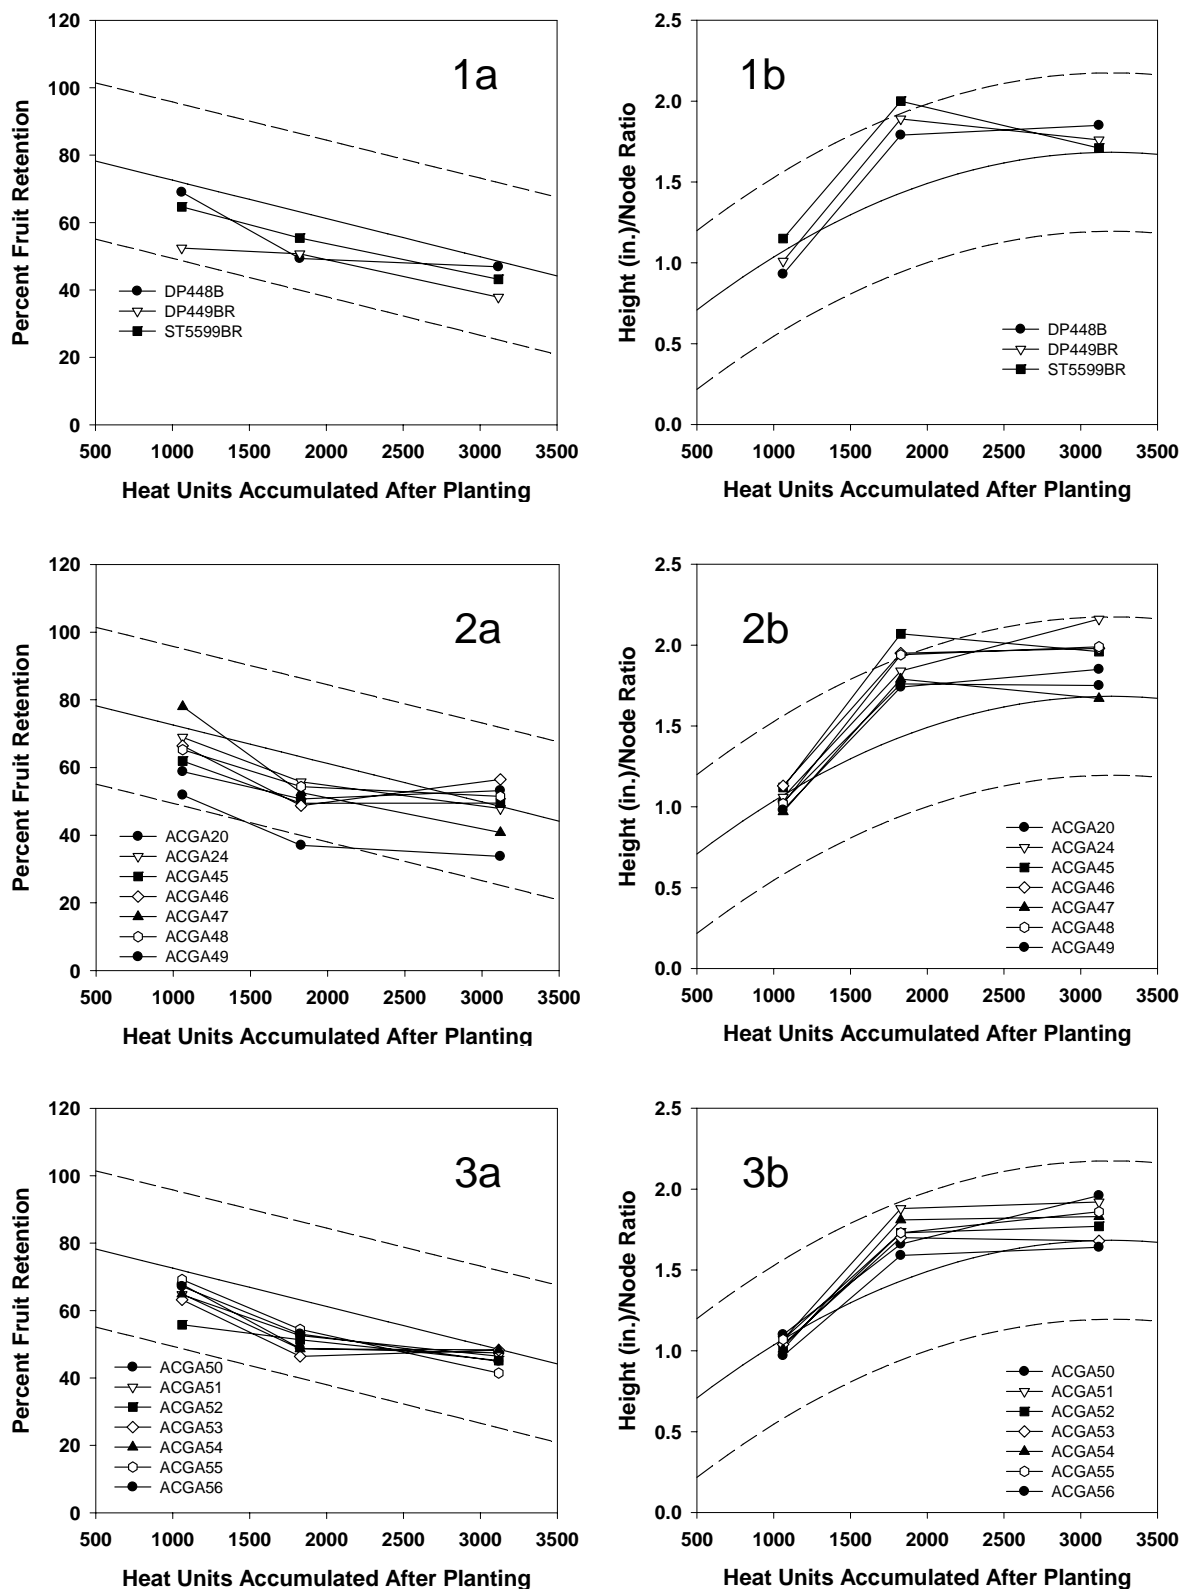 120
100
80
60
40
20
0
Percent Fruit Retention
1a
DP448B
DP449BR
ST5599BR
500 1000 1500 2000 2500 3000 3500
Heat Units Accumulated After Planting
2.5
2.0
1.5
1.0
0.5
0.0
Height (in.)/Node Ratio
1b
DP448B
DP449BR
ST5599BR
500 1000 1500 2000 2500 3000 3500
Heat Units Accumulated After Planting
120
100
80
60
40
20
0
Percent Fruit Retention
2a
ACGA20
ACGA24
ACGA45
ACGA46
ACGA47
ACGA48
ACGA49
500 1000 1500 2000 2500 3000 3500
Heat Units Accumulated After Planting
2.5
2.0
1.5
1.0
0.5
0.0
Height (in.)/Node Ratio
2b
ACGA20
ACGA24
ACGA45
ACGA46
ACGA47
ACGA48
ACGA49
500 1000 1500 2000 2500 3000 3500
Heat Units Accumulated After Planting
120
100
80
60
40
20
0
Percent Fruit Retention
3a
ACGA50
ACGA51
ACGA52
ACGA53
ACGA54
ACGA55
ACGA56
500 1000 1500 2000 2500 3000 3500
Heat Units Accumulated After Planting
2.5
2.0
1.5
1.0
0.5
0.0
Height (in.)/Node Ratio
3b
ACGA50
ACGA51
ACGA52
ACGA53
ACGA54
ACGA55
ACGA56
500 1000 1500 2000 2500 3000 3500
Heat Units Accumulated After Planting